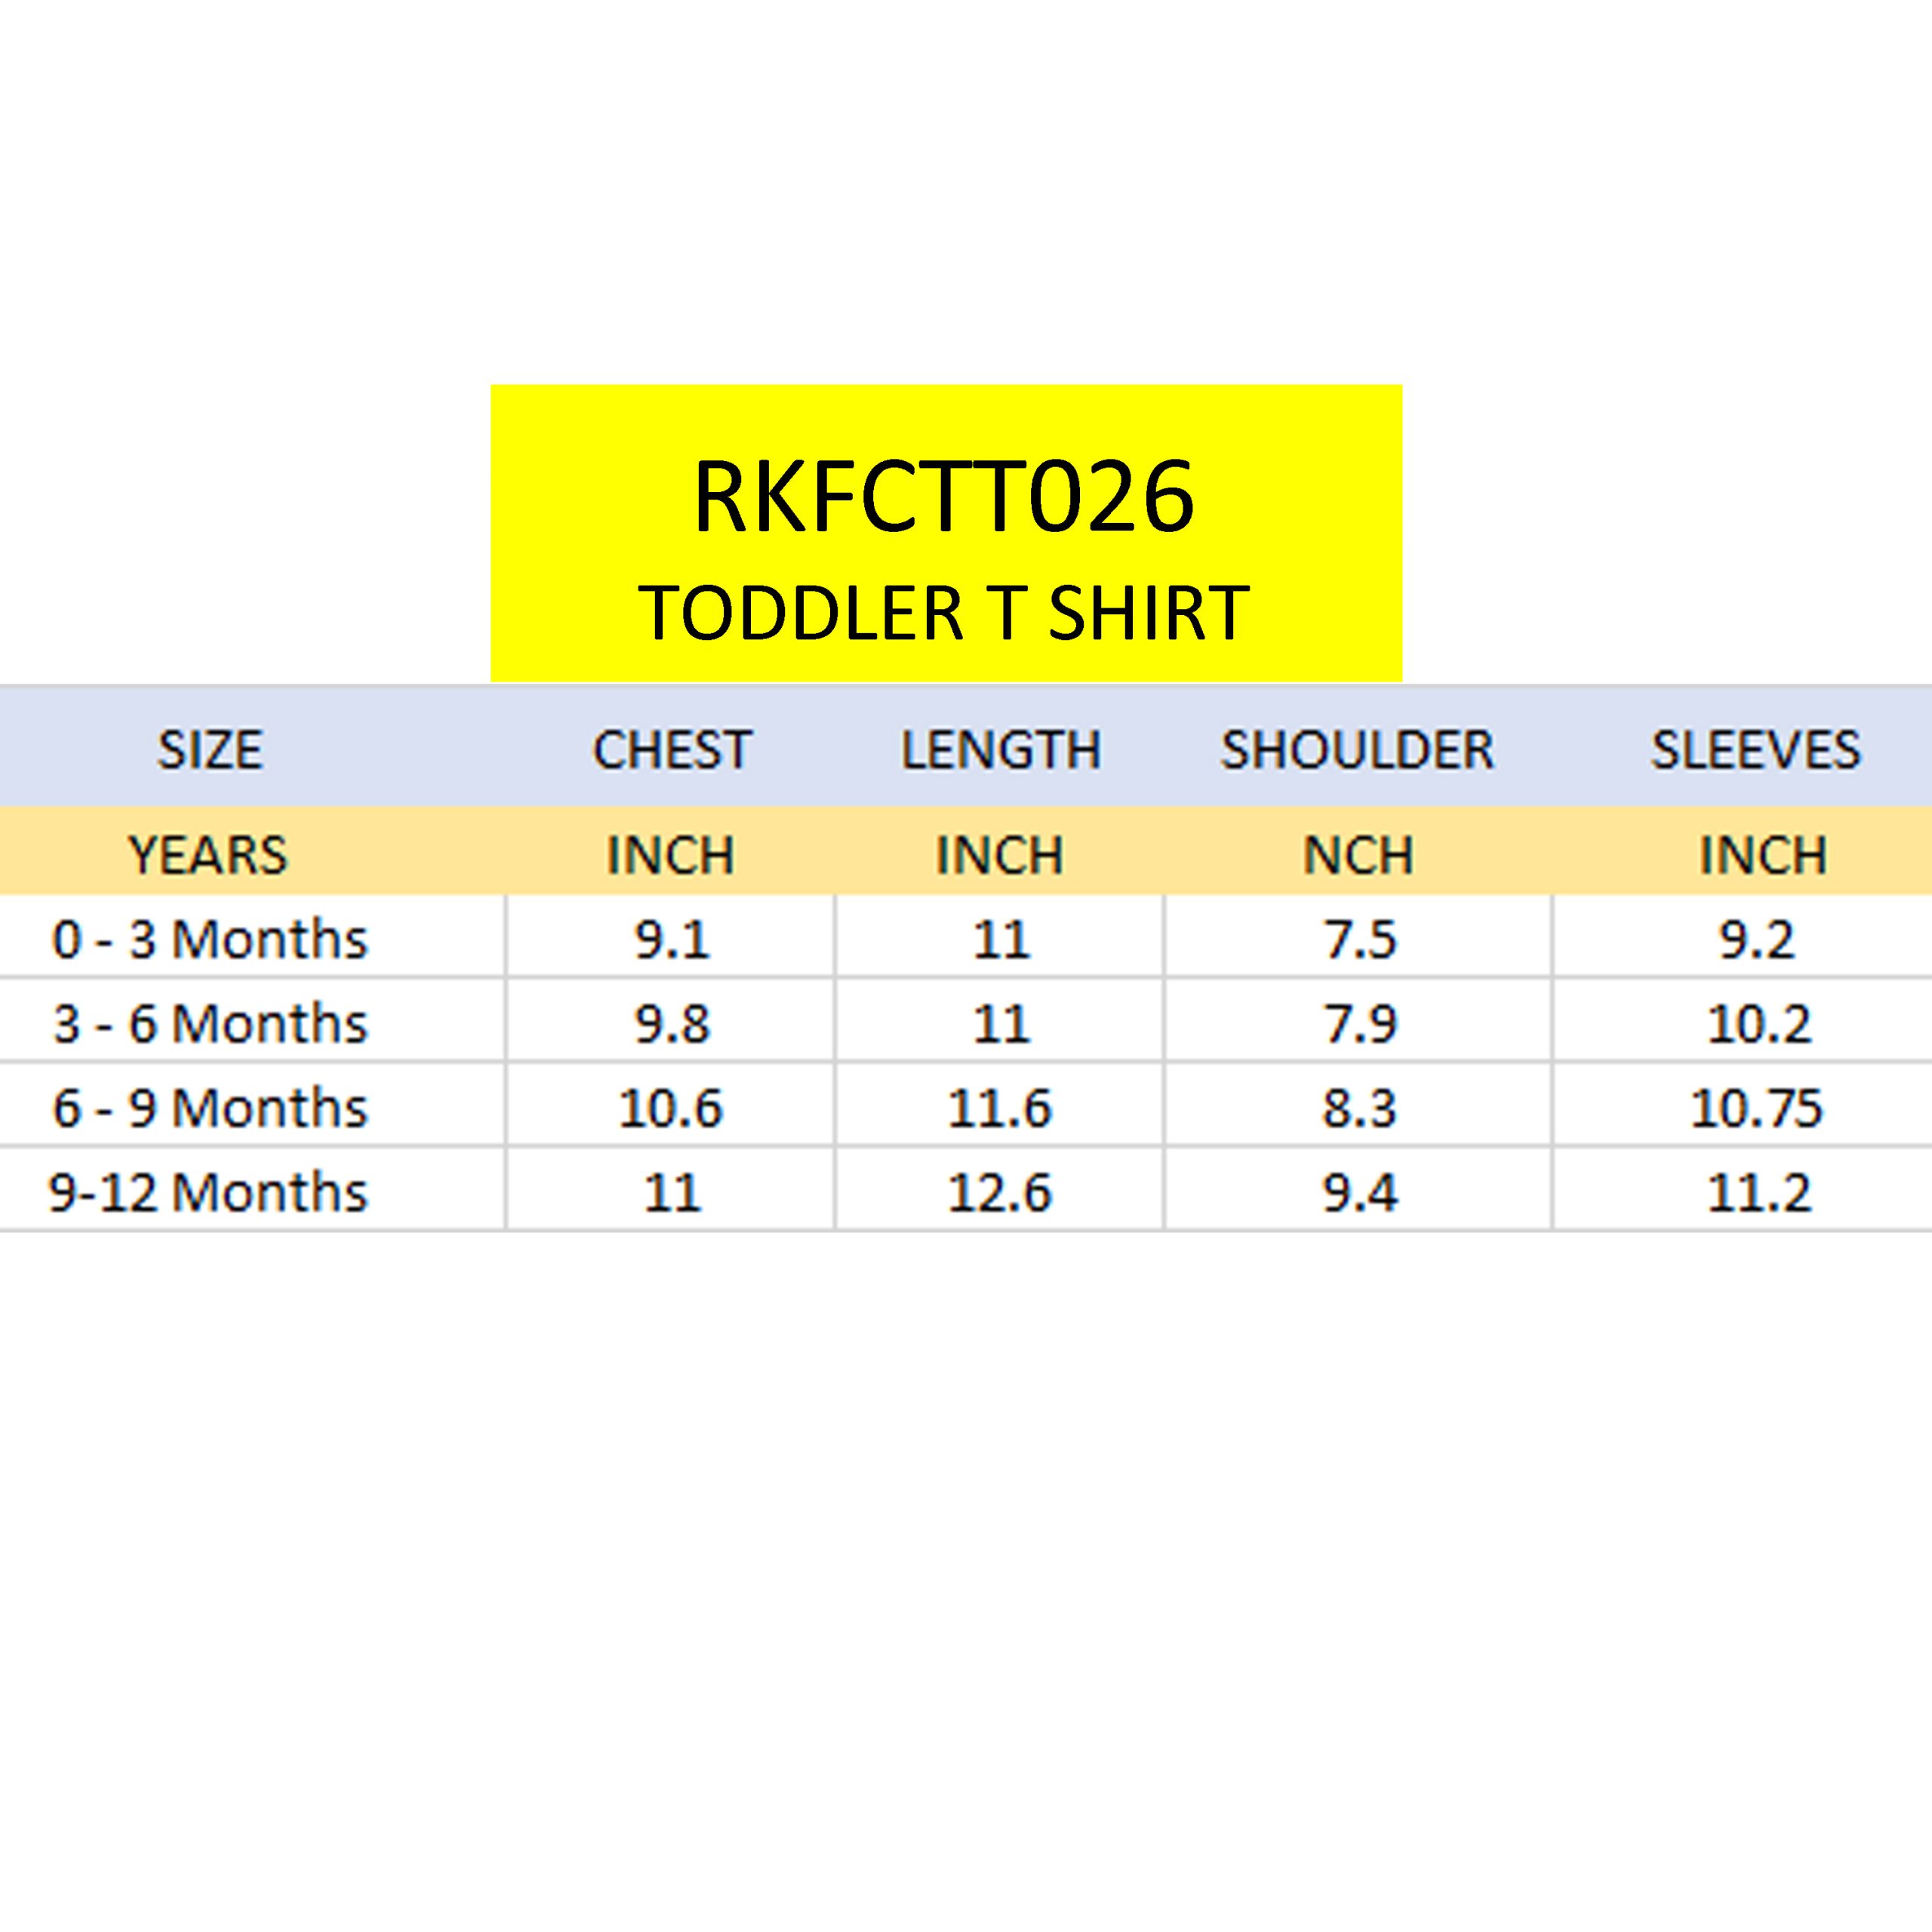 RKFCTT026
TODDLER T SHIRT
SIZE CHEST LENGTH SHOULDER SLEEVES
YEARS INCH INCH NCH INCH
0 - 3 Months 9.1 11 7.5 9.2
3 - 6 Months 9.8 11 7.9 10.2
6 - 9 Months 10.6 11.6 8.3 10.75
9-12 Months 11 12.6 9.4 11.2